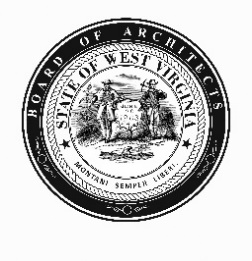 BOARD OF ARCHITECTS
STATE OF WEST VIRGINIA
MONTANI SEMPER LIBERI